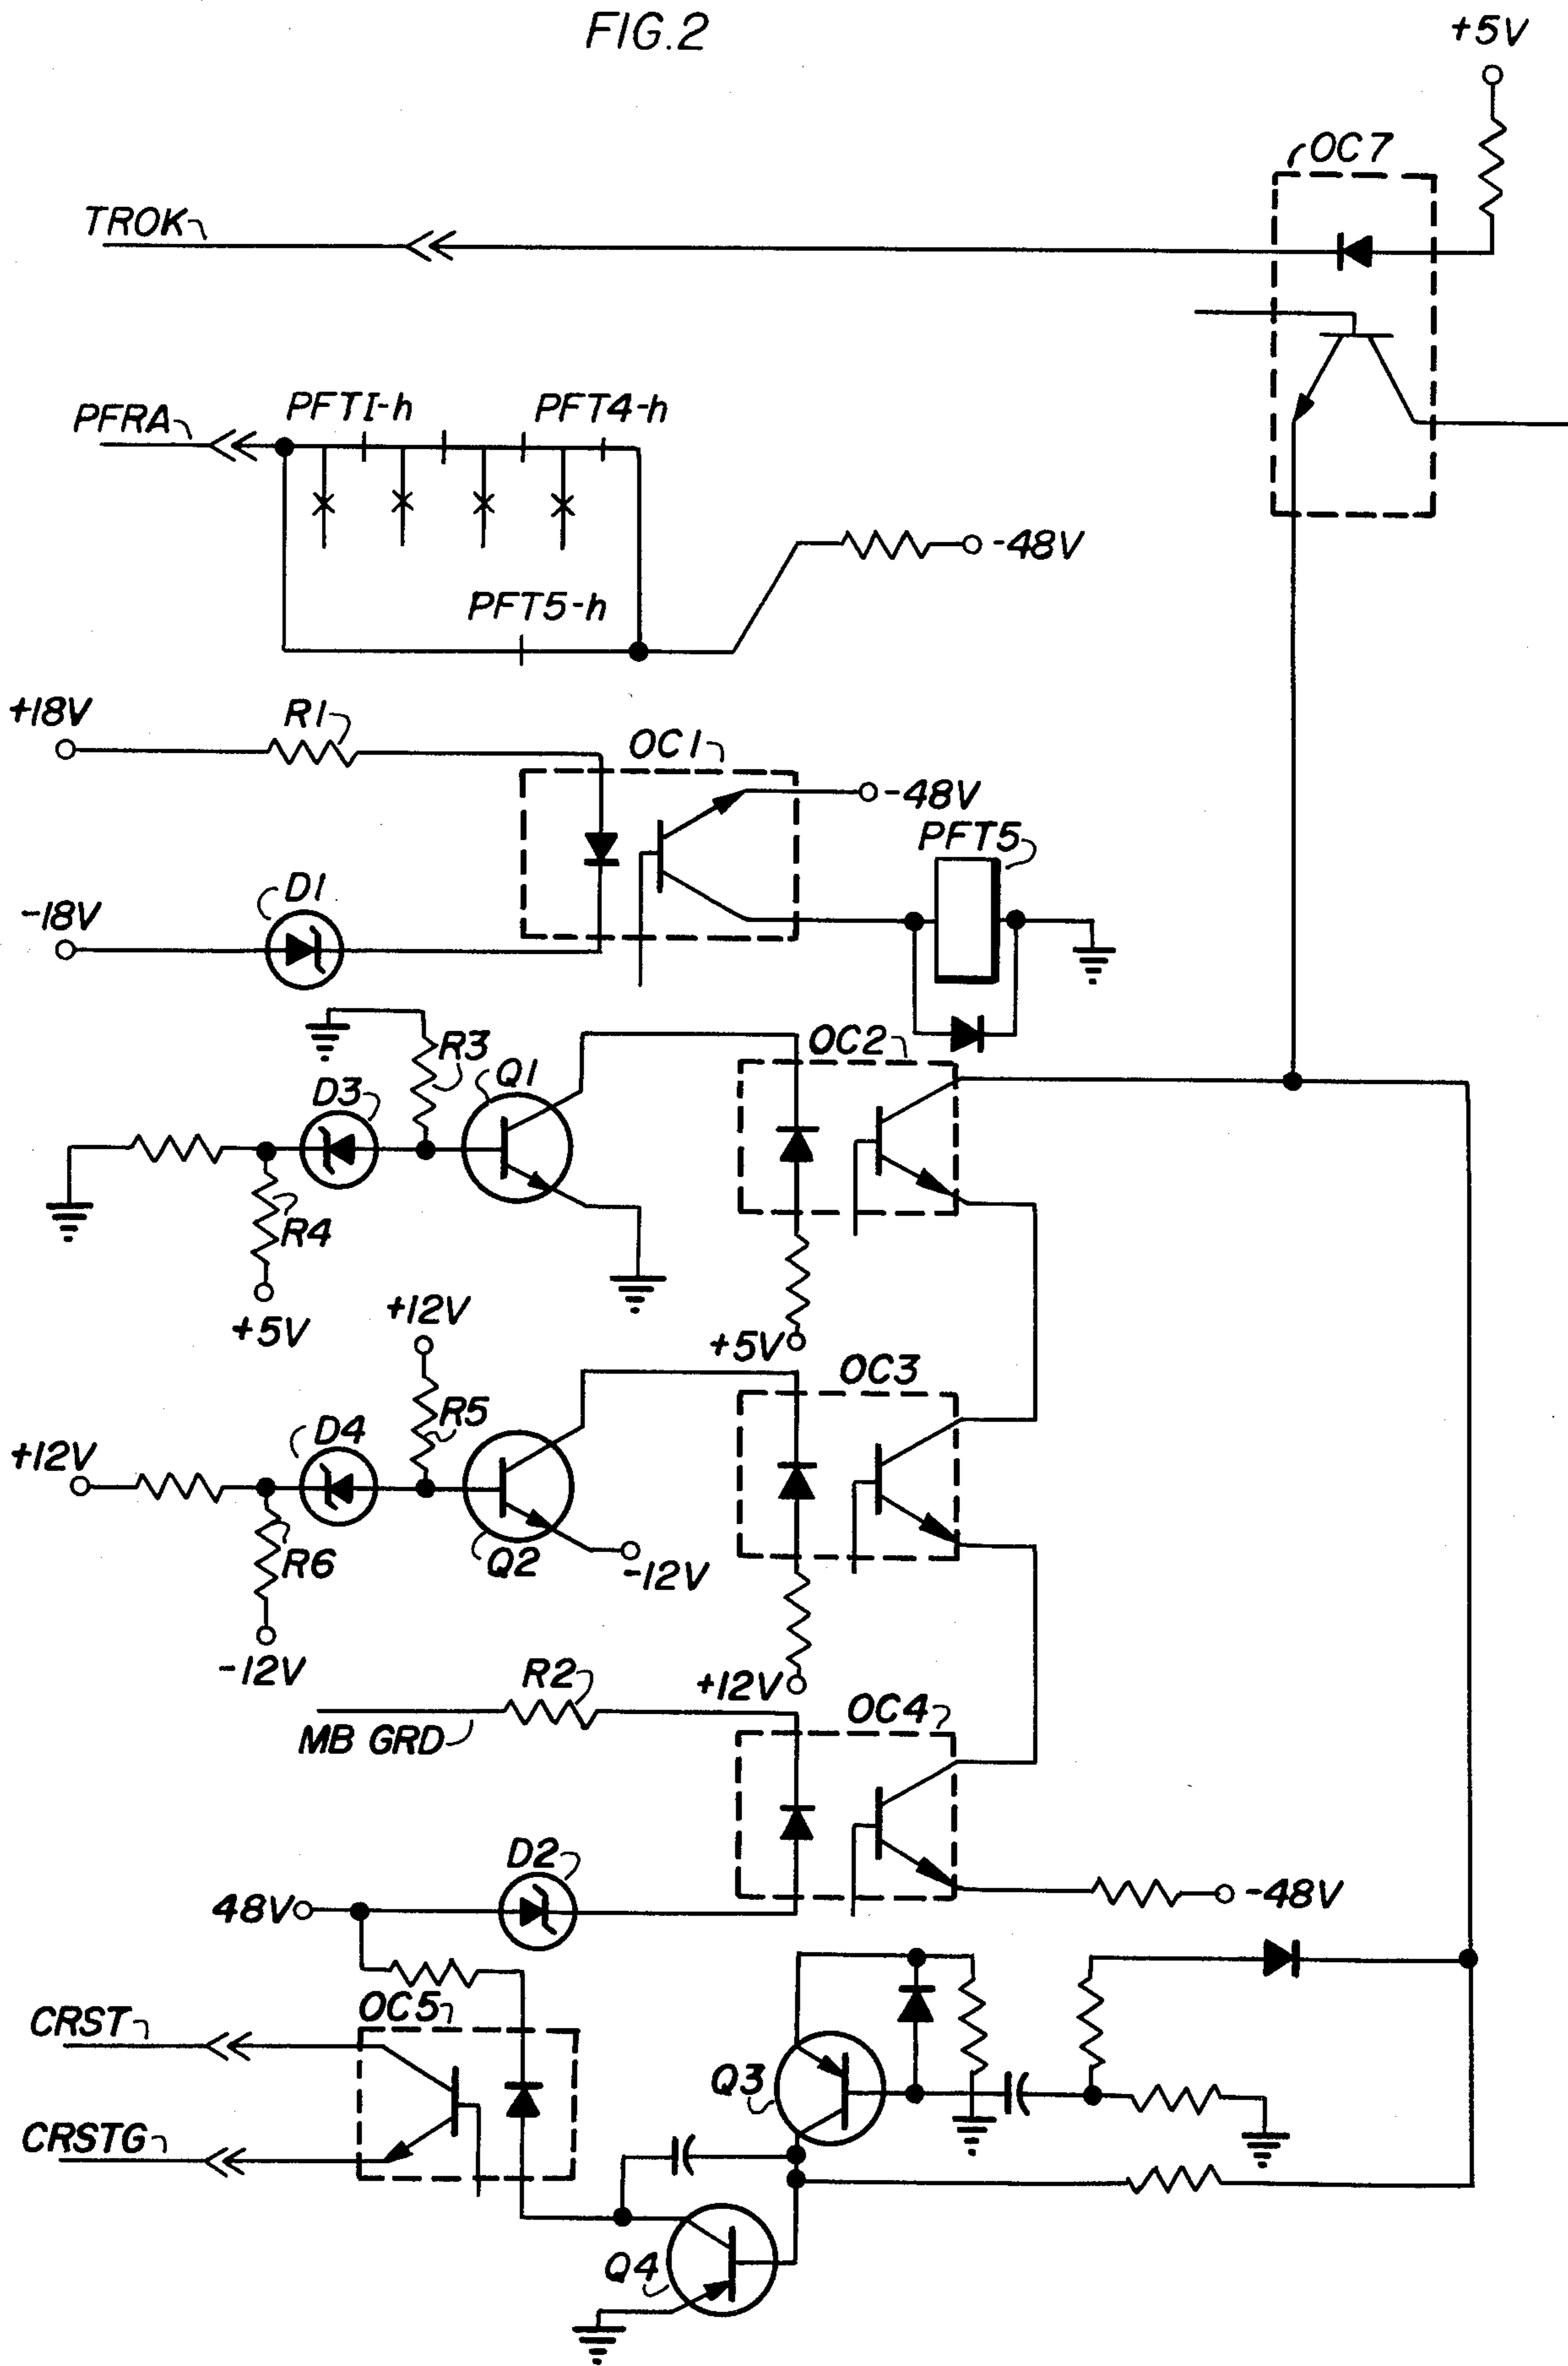 FIG.2
+5V
OC7
TROK
PFRA
PFT1-h
PFT4-h
-48V
PFT5-h
+18V
R1
OC1
-48V
PFT5
-18V
D1
R3
Q1
OC2
D3
R4
+5V
+12V
+5V
OC3
R5
D4
+12V
R6
Q2
-12V
-12V
R2
+12V
OC4
MB GRD
D2
48V
-48V
OC5
CRST
Q3
CRSTG
Q4